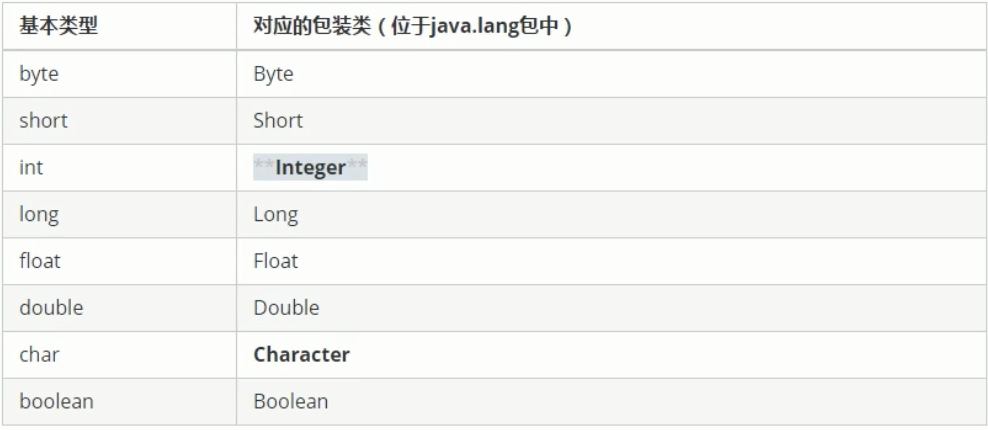 基本类型 对应的包装类（位于java.lang包中）
byte Byte
short Short
int **Integer**
long Long
float Float
double Double
char Character
boolean Boolean